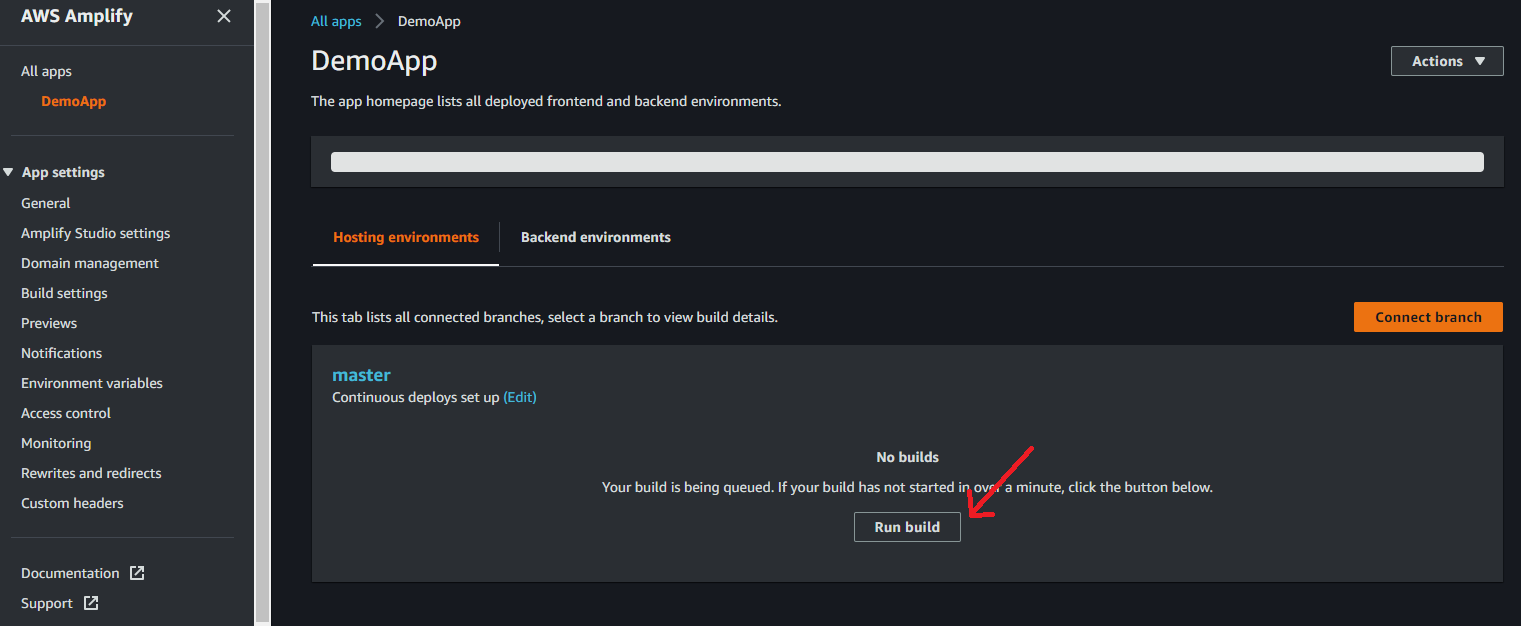 AWS Amplify
All apps
DemoApp
App settings
General
Amplify Studio settings
Domain management
Build settings
Previews
Notifications
Environment variables
Access control
Monitoring
Rewrites and redirects
Custom headers
Documentation
Support
All apps DemoApp
DemoApp
Actions
The app homepage lists all deployed frontend and backend environments.
Hosting environments Backend environments
This tab lists all connected branches, select a branch to view build details.
Connect branch
master
Continuous deploys set up (Edit)
No builds
Your build is being queued. If your build has not started in over a minute, click the button below.
Run build